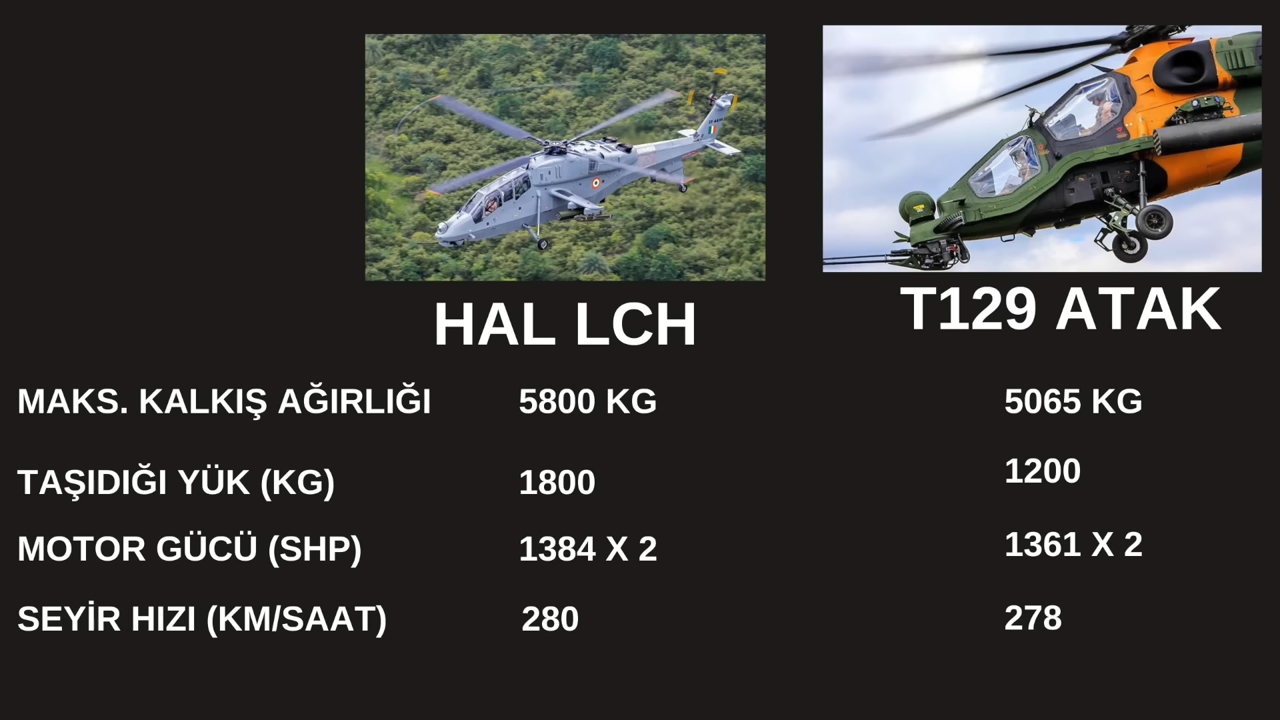 HAL LCH
T129 ATAK
MAKS. KALKIŞ AĞIRLIĞI 5800 KG 5065 KG
TAŞIDIĞI YÜK (KG) 1800 1200
MOTOR GÜCÜ (SHP) 1384 X 2 1361 X 2
SEYİR HIZI (KM/SAAT) 280 278